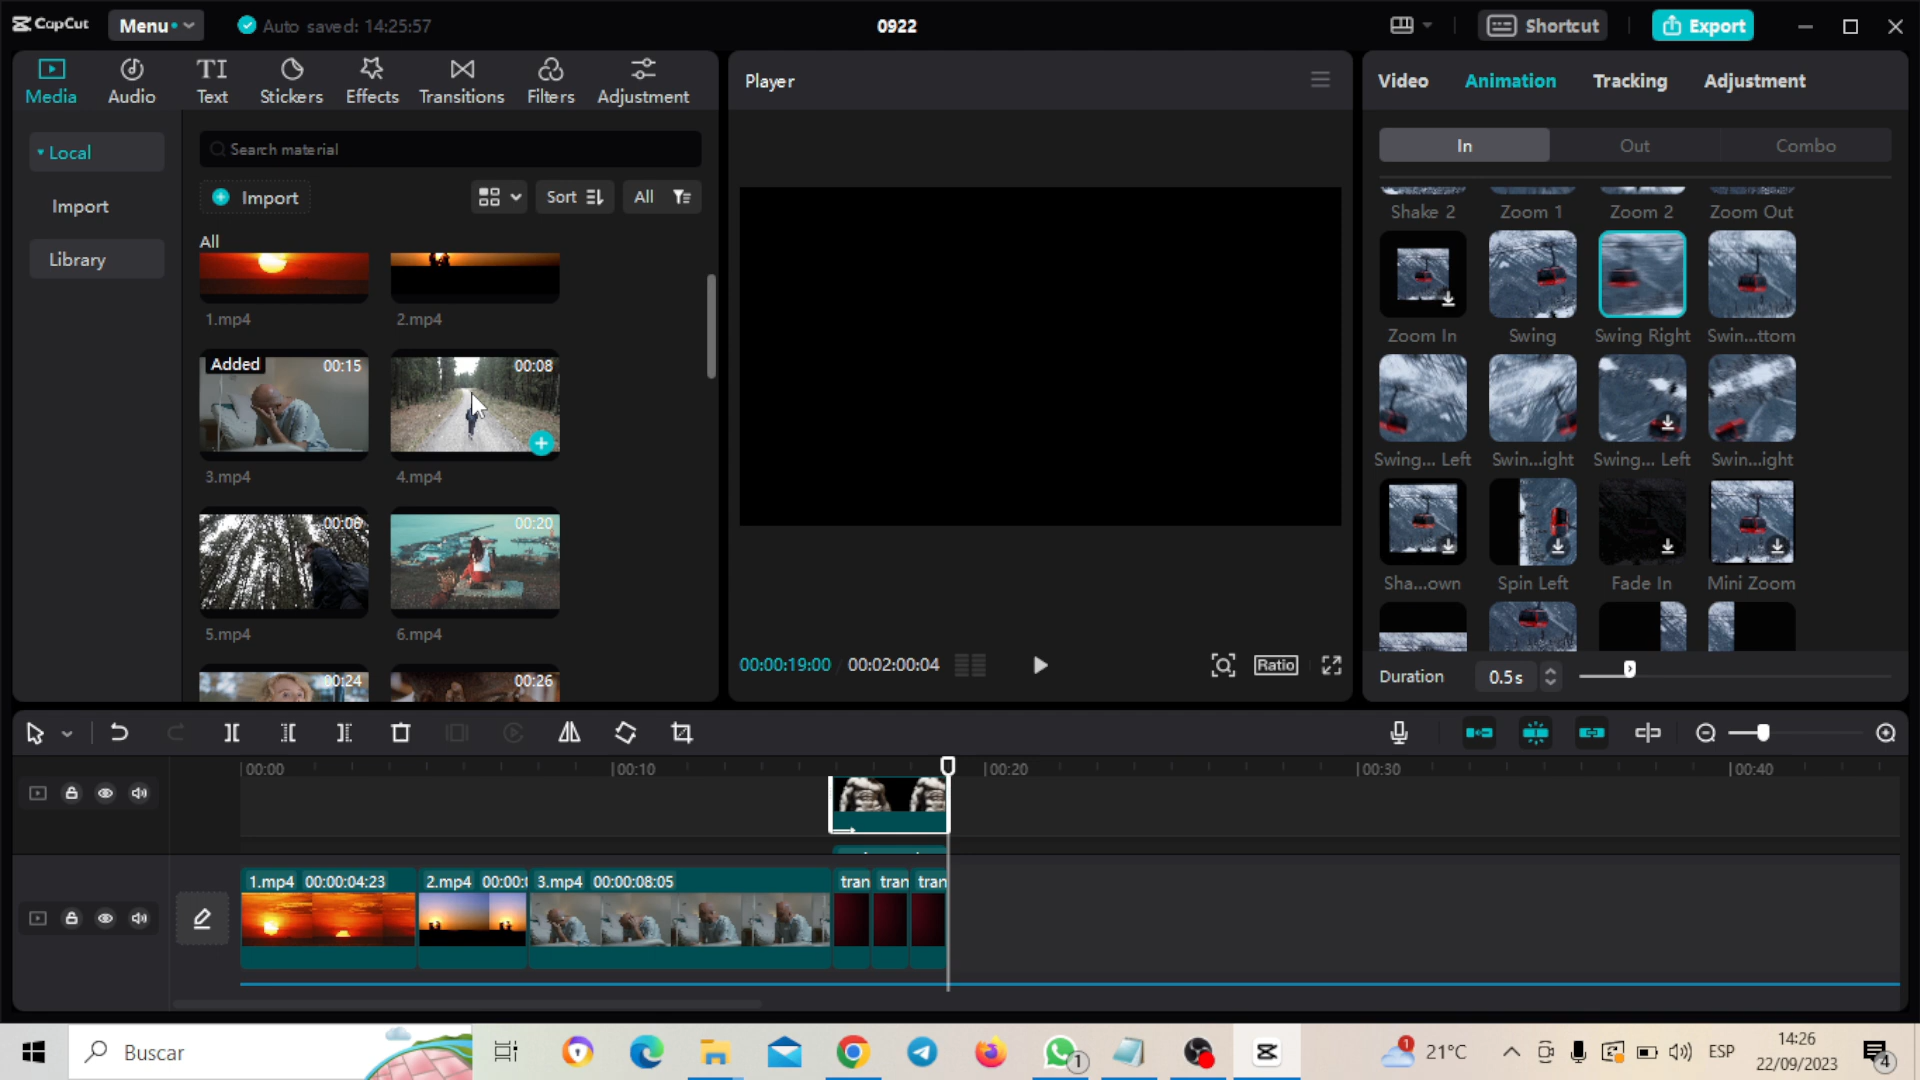 CapCut
Menu
Auto saved: 14:25:57
0922
Shortcut
Export
Media
Audio
Text
Stickers
Effects
Transitions
Filters
Adjustment
Local
Import
Library
Search material
Import
Sort
All
All
1.mp4
2.mp4
Added
00:15
00:08
3.mp4
4.mp4
00:06
00:20
5.mp4
6.mp4
00:24
00:26
Player
00:00:19:00
00:02:00:04
Ratio
Video
Animation
Tracking
Adjustment
In
Out
Combo
Shake 2
Zoom 1
Zoom 2
Zoom Out
Zoom In
Swing
Swing Right
Swin...ttom
Swing... Left
Swin...ight
Swing... Left
Swin...ight
Sha...own
Spin Left
Fade In
Mini Zoom
Duration
0.5s
00:00
00:10
00:20
00:30
00:40
1.mp4 00:00:04:23
2.mp4 00:00:0
3.mp4 00:00:08:05
tran
tran
tran
Buscar
1
1
21°C
ESP
14:26
22/09/2023
4